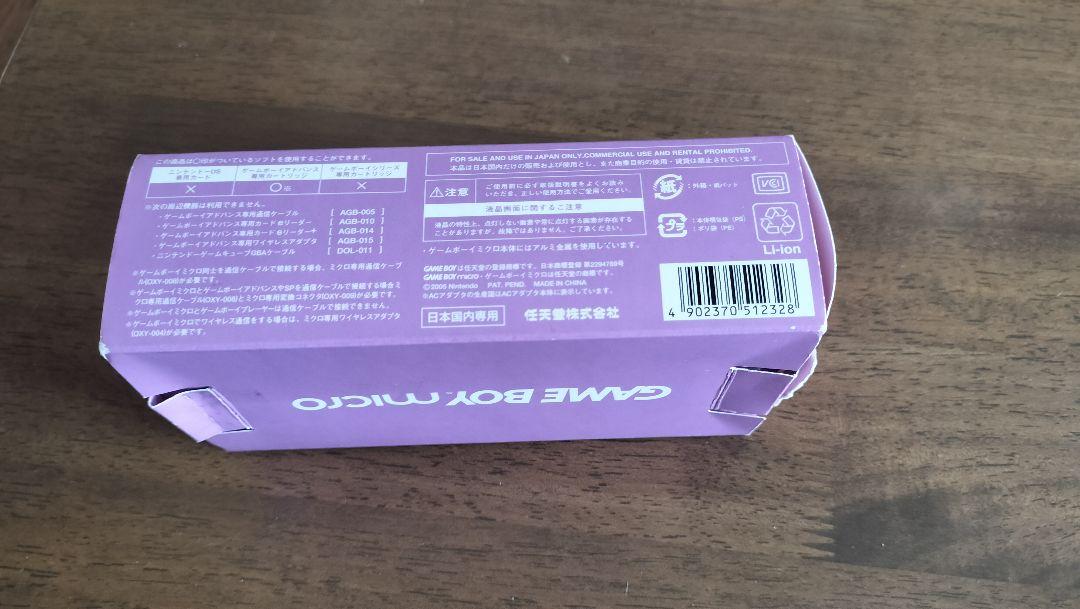 この商品は〇印がついているソフトを使用することができます。
ニンテンドーDS
専用カード
ゲームボーイアドバンス
専用カートリッジ
ゲームボーイシリーズ
専用カートリッジ
× ○※ ×
※次の周辺機器は利用できません。
・ゲームボーイアドバンス専用通信ケーブル [ AGB-005 ]
・ゲームボーイアドバンス専用カードeリーダー [ AGB-010 ]
・ゲームボーイアドバンス専用カードeリーダー+ [ AGB-014 ]
・ゲームボーイアドバンス専用ワイヤレスアダプタ [ AGB-015 ]
・ニンテンドーゲームキューブGBAケーブル [ DOL-011 ]
※ゲームボーイミクロ同士を通信ケーブルで接続する場合、ミクロ専用通信ケーブ
ル(OXY-008)が必要です。
※ゲームボーイミクロとゲームボーイアドバンスやSPを通信ケーブルで接続する場合ミ
クロ専用通信ケーブル(OXY-008)とミクロ専用変換コネクタ(OXY-009)が必要です。
※ゲームボーイミクロとゲームボーイプレーヤーは通信ケーブルで接続できません。
※ゲームボーイミクロでワイヤレス通信をする場合は、ミクロ専用ワイヤレスアダプタ
(OXY-004)が必要です。
FOR SALE AND USE IN JAPAN ONLY.COMMERCIAL USE AND RENTAL PROHIBITED.
本品は日本国内だけの販売および使用とし、また商業目的の使用・賃貸は禁止されています。
注意
ご使用前に必ず取扱説明書をよくお読み
いただき、正しい使用方法でご愛用ください。
液晶画面に関するご注意
液晶の特性上、点灯しない画素や常に点灯する画素が存在する
ことがありますが、故障ではありません。ご了承ください。
・ゲームボーイミクロ本体にはアルミ金属を使用しています。
GAME BOYは任天堂の登録商標です。日本商標登録 第2294789号
GAME BOY micro・ゲームボーイミクロは任天堂の商標です。
©2005 Nintendo PAT. PEND. MADE IN CHINA
※ACアダプタの生産国はACアダプタ本体に表示しています。
日本国内専用 任天堂株式会社
紙 :外箱・紙パッド
VCCI
プラ :本体梱包袋 (PS)
:ポリ袋 (PE)
Li-ion
4 902370 512328
GAME BOY micro